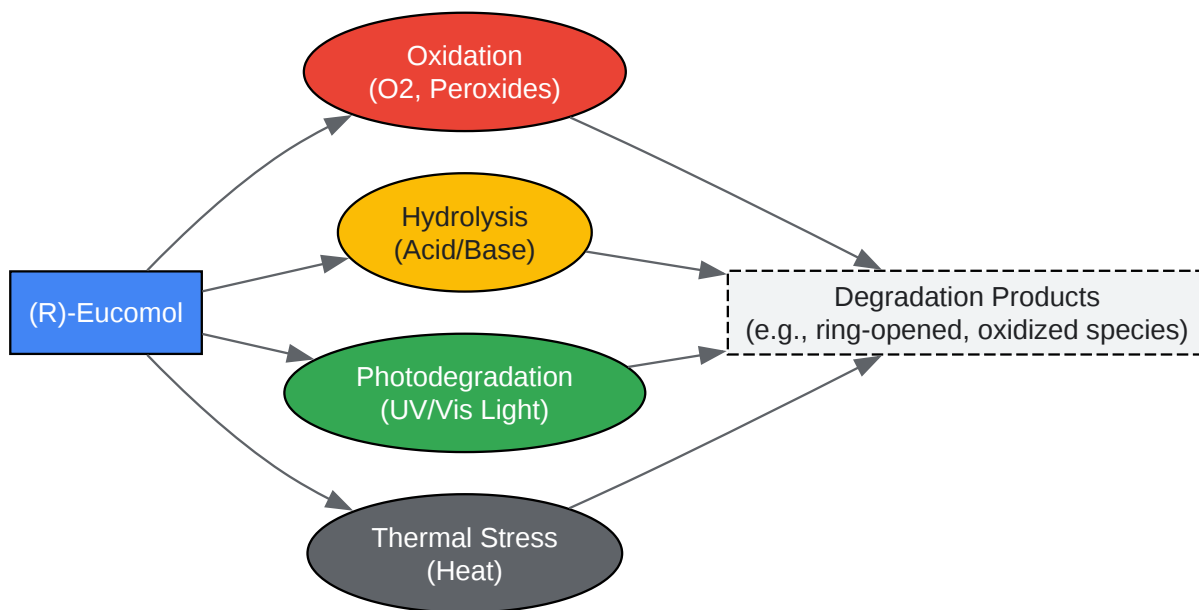 Oxidation
(O2, Peroxides)
Hydrolysis
(Acid/Base)
(R)-Eucomol
Degradation Products
(e.g., ring-opened, oxidized species)
Photodegradation
(UV/Vis Light)
Thermal Stress
(Heat)